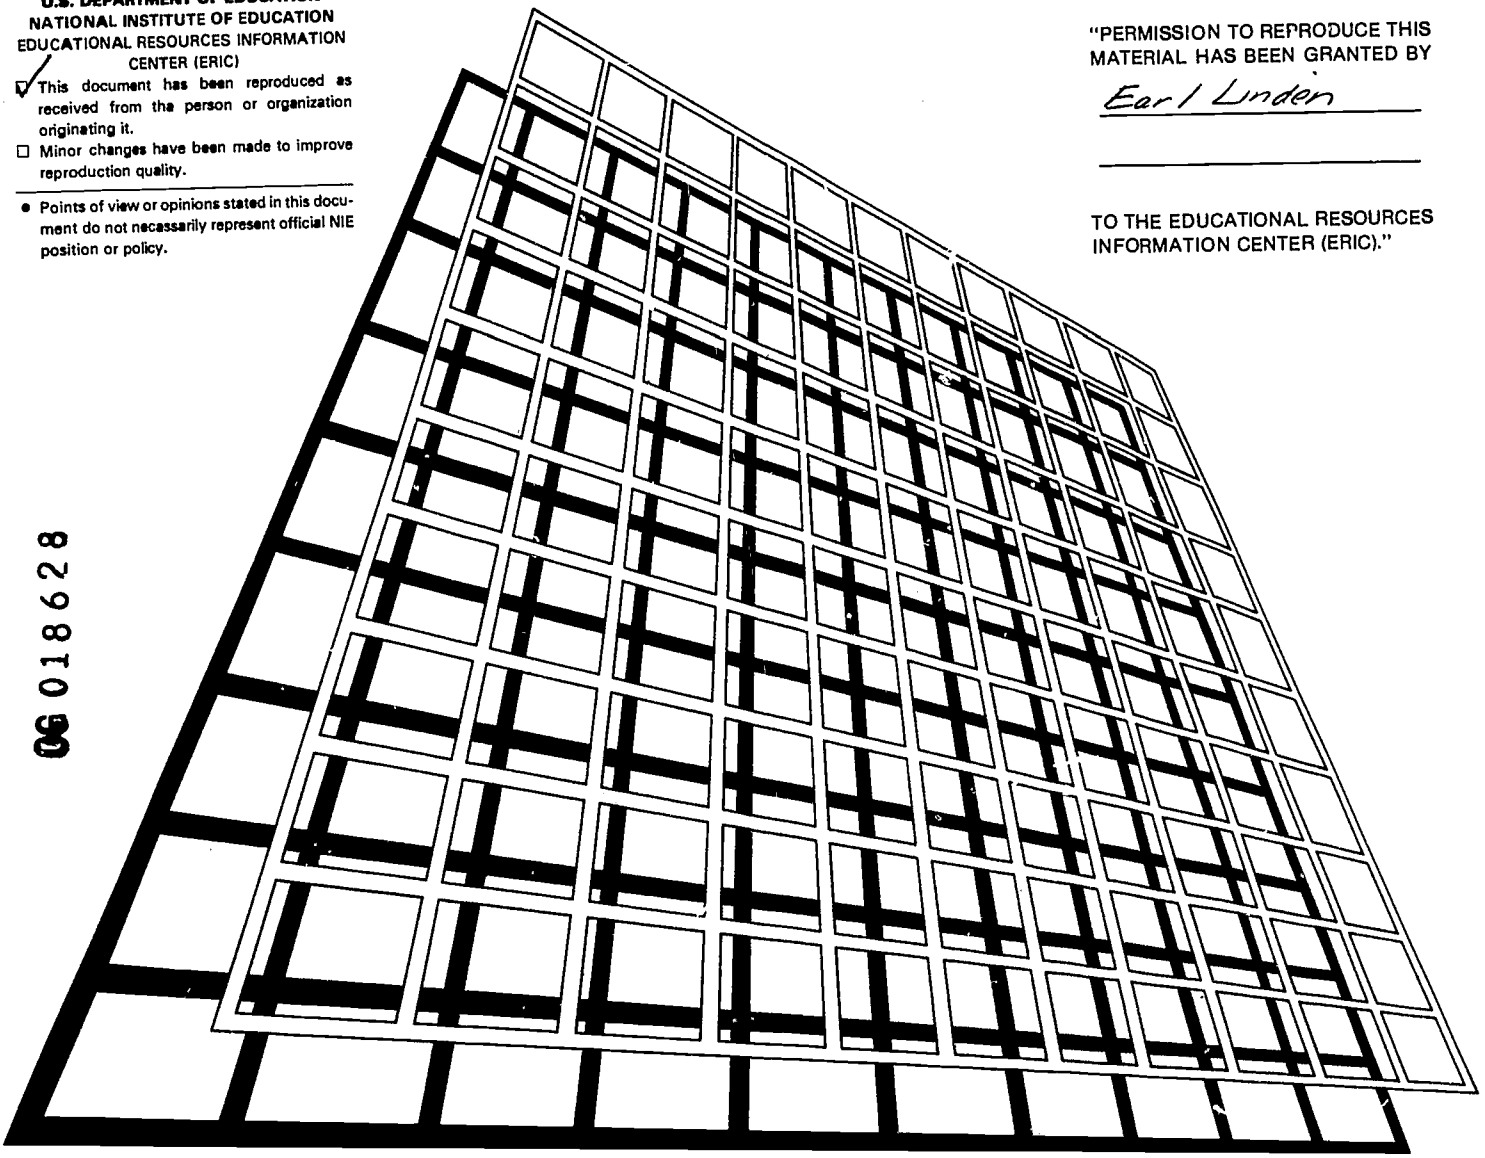 U.S. DEPARTMENT OF EDUCATION
NATIONAL INSTITUTE OF EDUCATION
EDUCATIONAL RESOURCES INFORMATION
CENTER (ERIC)
This document has been reproduced as
received from the person or organization
originating it.
□ Minor changes have been made to improve
reproduction quality.
● Points of view or opinions stated in this docu-
ment do not necessarily represent official NIE
position or policy.
"PERMISSION TO REPRODUCE THIS
MATERIAL HAS BEEN GRANTED BY
Earl Linden
TO THE EDUCATIONAL RESOURCES
INFORMATION CENTER (ERIC)."
018628